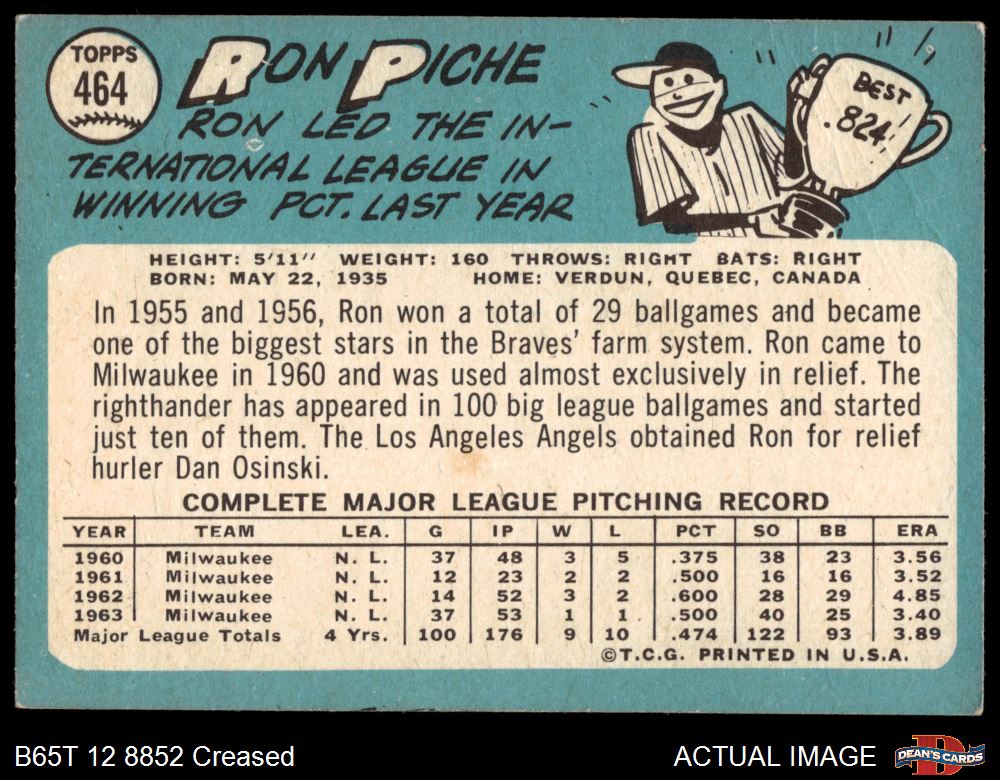 TOPPS
464
RON PICHE
RON LED THE IN-
TERNATIONAL LEAGUE IN
WINNING PCT. LAST YEAR
BEST
.824!
HEIGHT: 5'11" WEIGHT: 160 THROWS: RIGHT BATS: RIGHT
BORN: MAY 22, 1935 HOME: VERDUN, QUEBEC, CANADA
In 1955 and 1956, Ron won a total of 29 ballgames and became
one of the biggest stars in the Braves' farm system. Ron came to
Milwaukee in 1960 and was used almost exclusively in relief. The
righthander has appeared in 100 big league ballgames and started
just ten of them. The Los Angeles Angels obtained Ron for relief
hurler Dan Osinski.
COMPLETE MAJOR LEAGUE PITCHING RECORD
YEAR TEAM LEA. G IP W L PCT SO BB ERA
1960 Milwaukee N. L. 37 48 3 5 .375 38 23 3.56
1961 Milwaukee N. L. 12 23 2 2 .500 16 16 3.52
1962 Milwaukee N. L. 14 52 3 2 .600 28 29 4.85
1963 Milwaukee N. L. 37 53 1 1 .500 40 25 3.40
Major League Totals 4 Yrs. 100 176 9 10 .474 122 93 3.89
©T.C.G. PRINTED IN U.S.A.
B65T 12 8852 Creased
ACTUAL IMAGE
DEAN'S CARDS